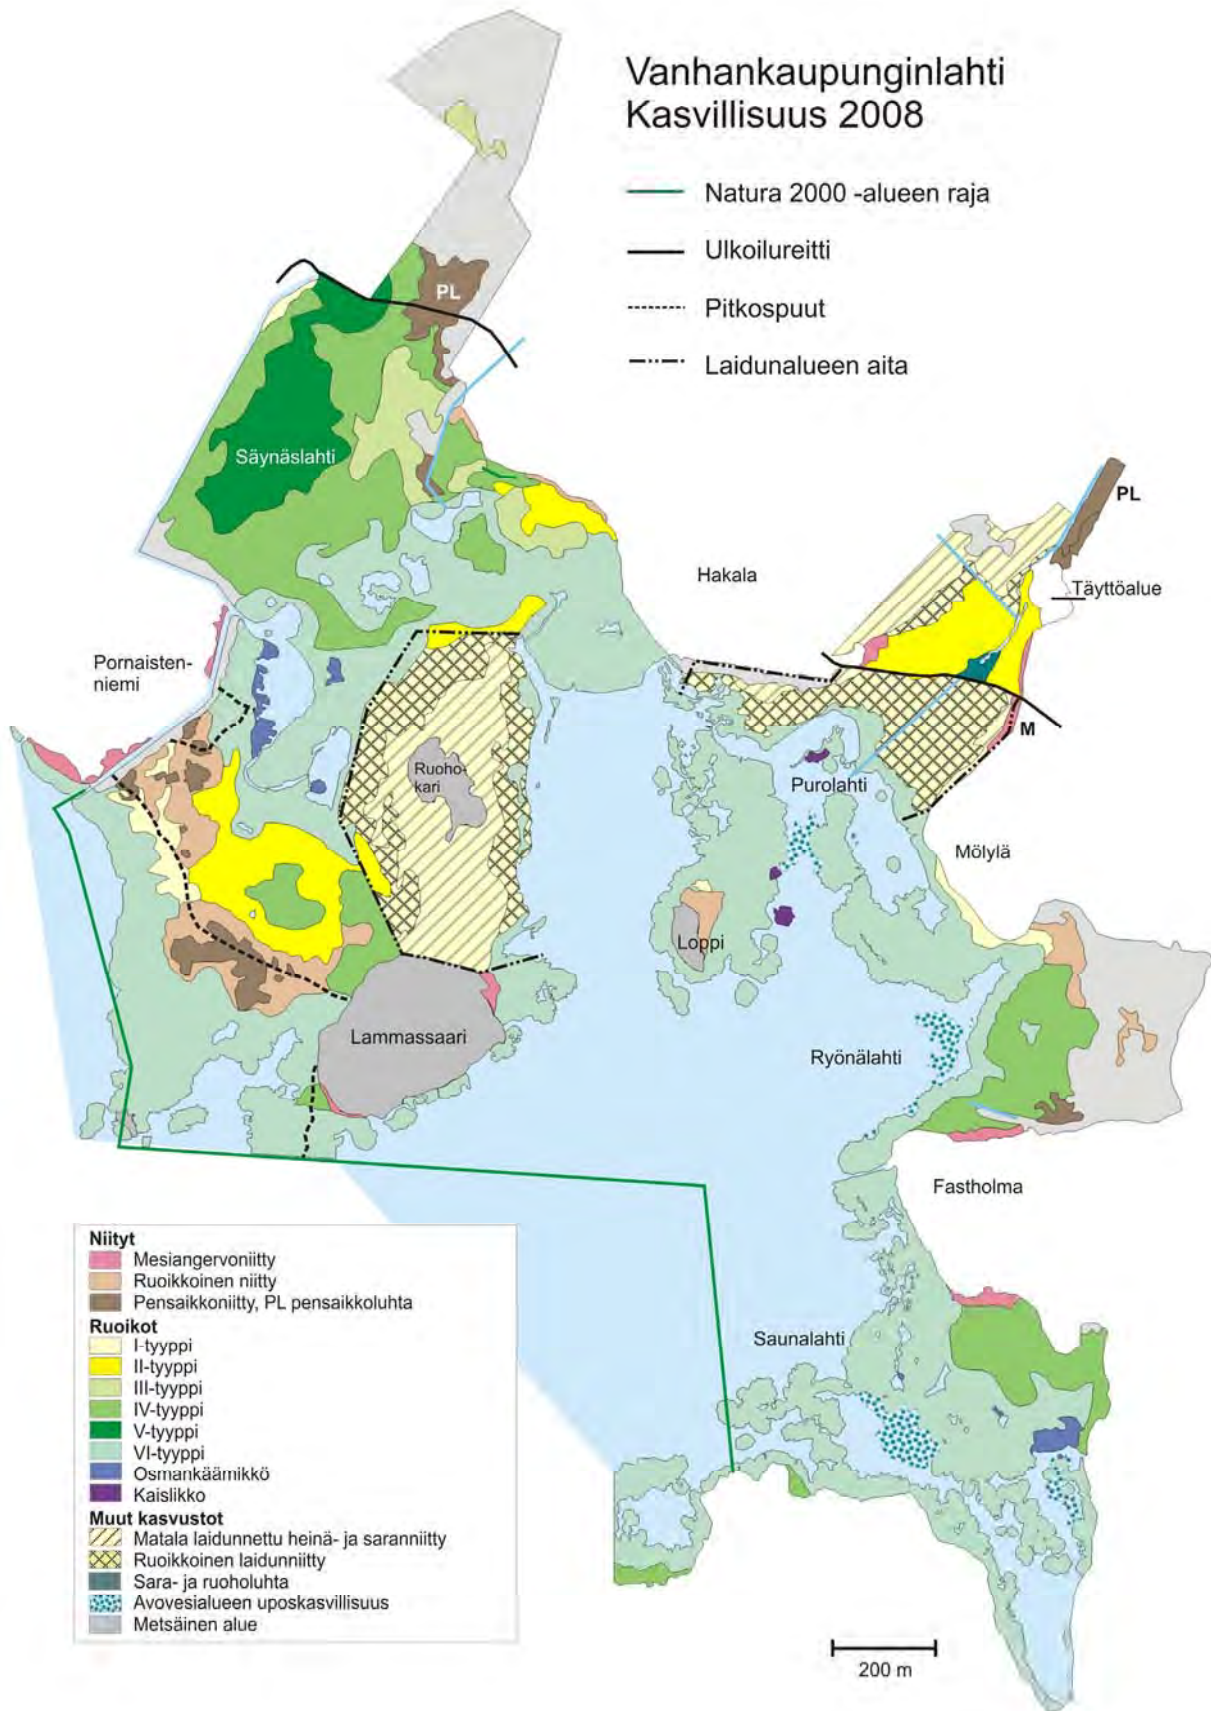 Vanhankaupunginlahti
Kasvillisuus 2008
Natura 2000 -alueen raja
Ulkoilureitti
Pitkospuut
Laidunalueen aita
PL
Säynäslahti
PL
Hakala
Täyttöalue
Pornaisten-
niemi
M
Ruoho-
kari
Purolahti
Mölylä
Loppi
Lammassaari
Ryönälahti
Fastholma
Saunalahti
Niityt
Mesiangervoniitty
Ruoikkoinen niitty
Pensaikkoniitty, PL pensaikkoluhta
Ruoikot
I-tyyppi
II-tyyppi
III-tyyppi
IV-tyyppi
V-tyyppi
VI-tyyppi
Osmankäämikkö
Kaislikko
Muut kasvustot
Matala laidunnettu heinä- ja saranniitty
Ruoikkoinen laidunniitty
Sara- ja ruoholuhta
Avovesialueen uposkasvillisuus
Metsäinen alue
200 m